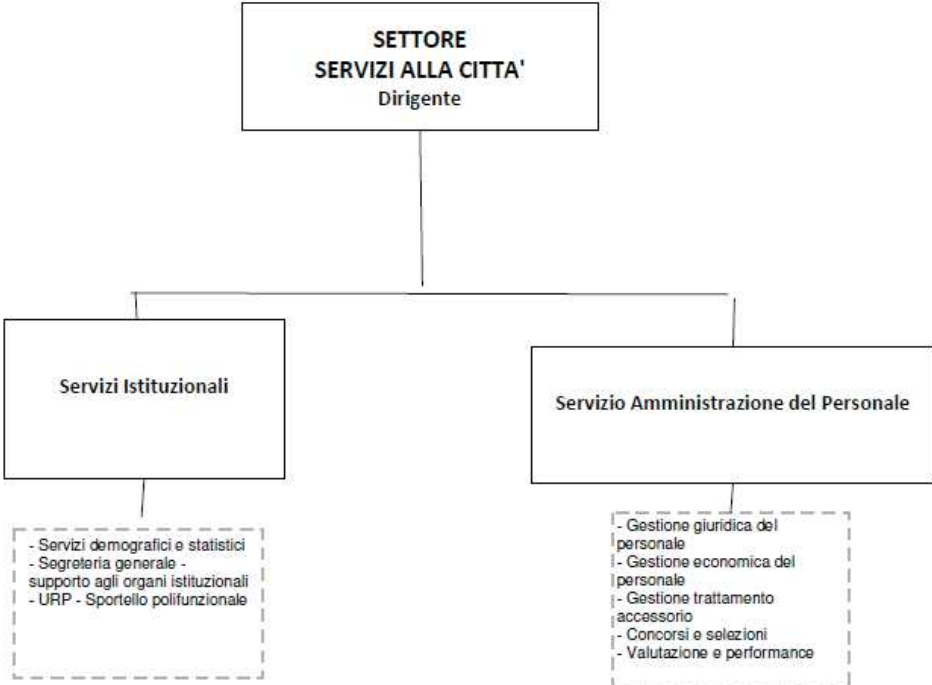 SETTORE
SERVIZI ALLA CITTA'
Dirigente
Servizi Istituzionali
- Servizi demografici e statistici
- Segreteria generale -
supporto agli organi istituzionali
- URP - Sportello polifunzionale
Servizio Amministrazione del Personale
- Gestione giuridica del
personale
- Gestione economica del
personale
- Gestione trattamento
accessorio
- Concorsi e selezioni
- Valutazione e performance